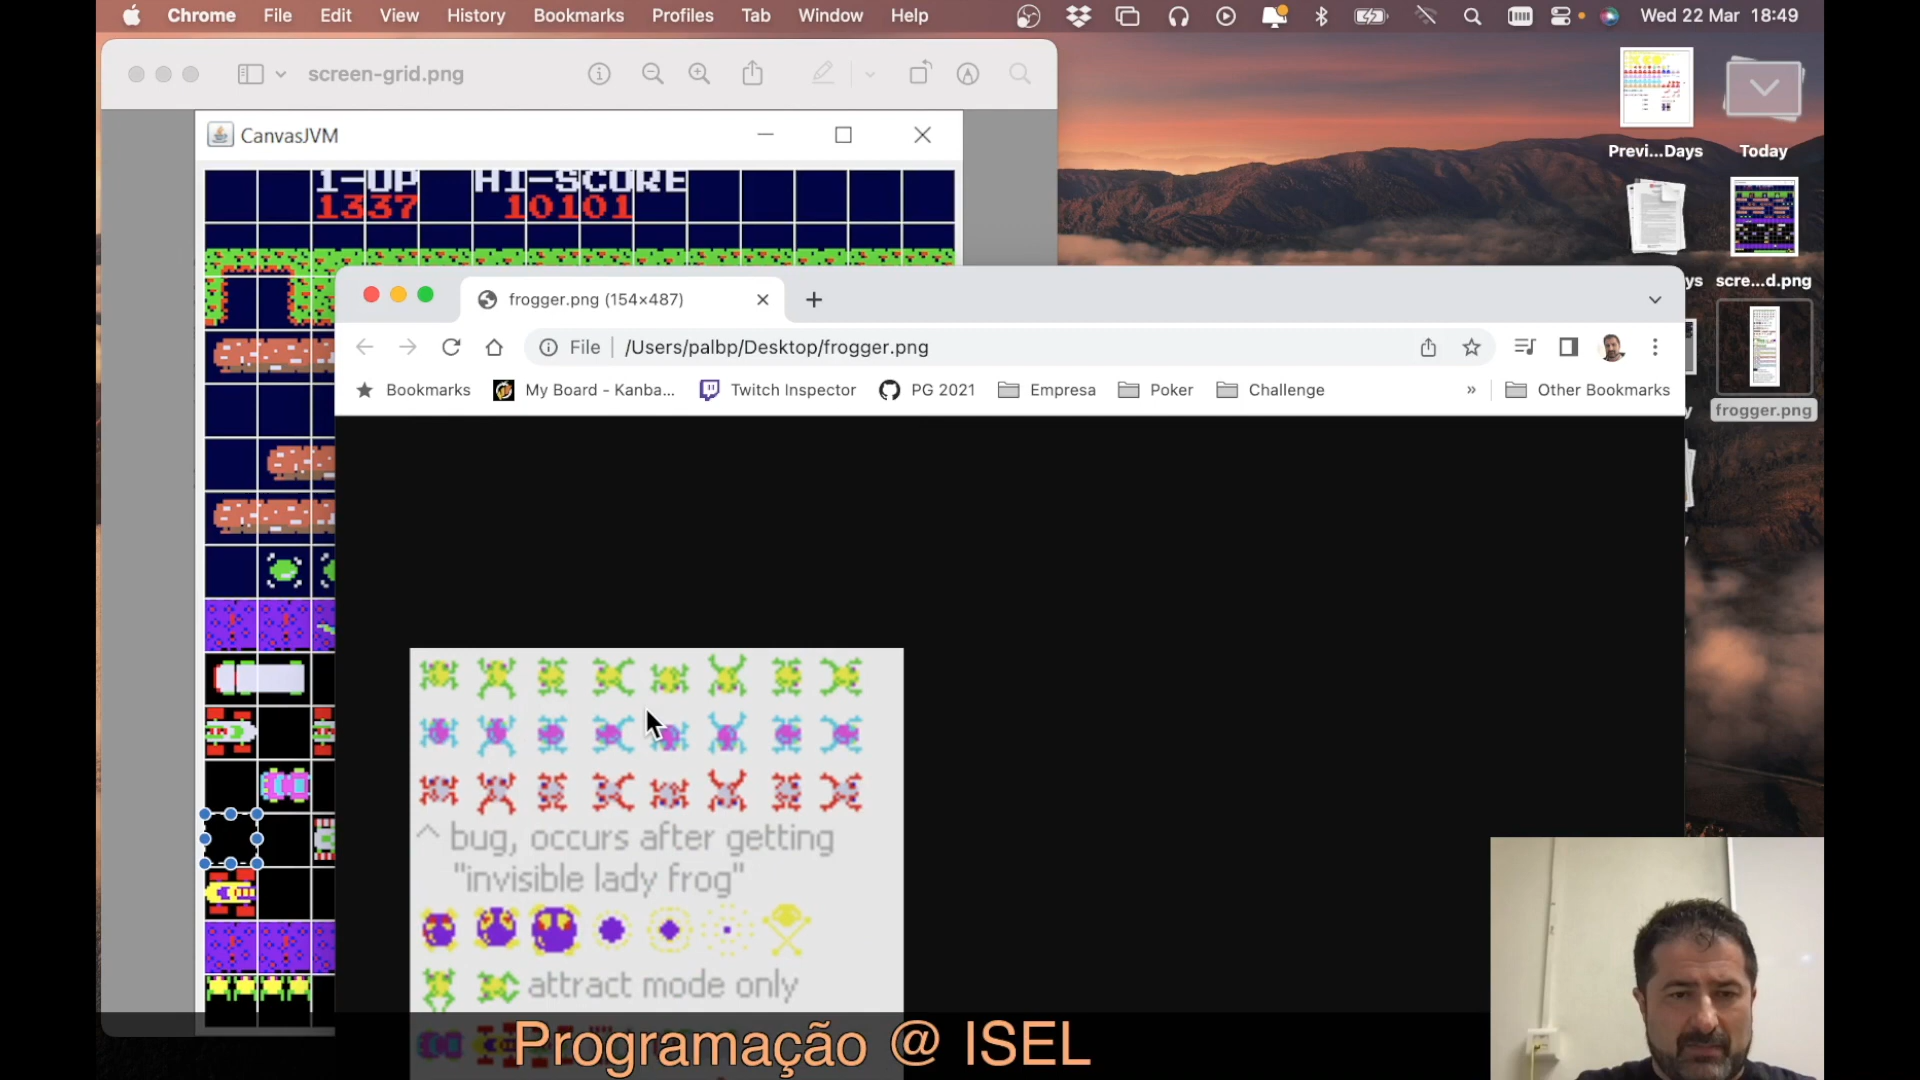 Chrome File Edit View History Bookmarks Profiles Tab Window Help Wed 22 Mar 18:49
screen-grid.png
CanvasJVM
1-UP HI-SCORE
1337 10101
Previ...Days Today
scre...d.png
frogger.png
frogger.png (154×487)
File /Users/palbp/Desktop/frogger.png
Bookmarks My Board - Kanba... Twitch Inspector PG 2021 Empresa Poker Challenge » Other Bookmarks
^ bug, occurs after getting
"invisible lady frog"
attract mode only
Programação @ ISEL